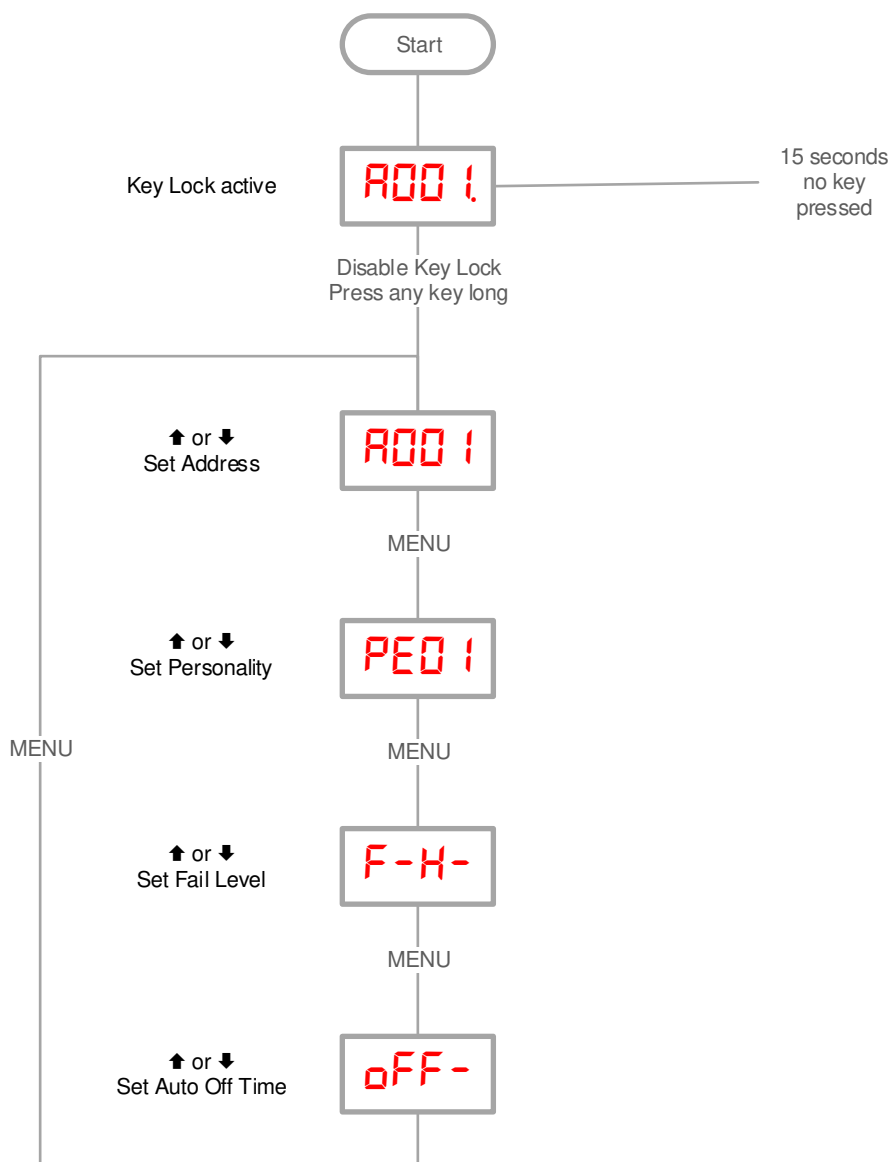 Start
Key Lock active
A001.
15 seconds
no key
pressed
Disable Key Lock
Press any key long
🡅 or 🡇
Set Address
A001
MENU
🡅 or 🡇
Set Personality
PE01
MENU
MENU
🡅 or 🡇
Set Fail Level
F-H-
MENU
🡅 or 🡇
Set Auto Off Time
oFF-